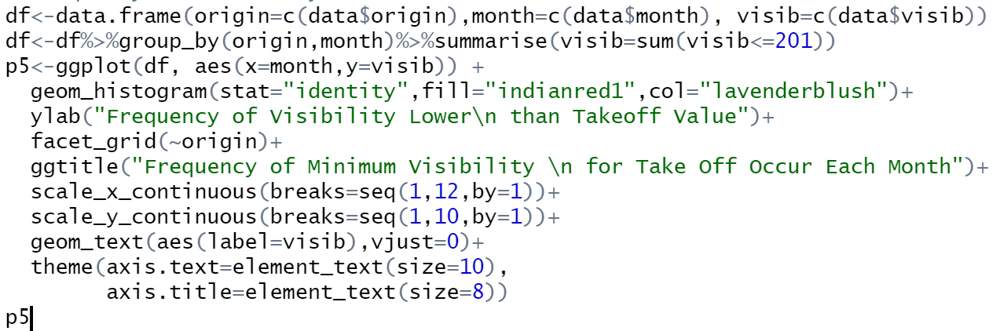 df<-data.frame(origin=c(data$origin),month=c(data$month), visib=c(data$visib))
df<-df%>%group_by(origin,month)%>%summarise(visib=sum(visib<=201))
p5<-ggplot(df, aes(x=month,y=visib)) +
  geom_histogram(stat="identity",fill="indianred1",col="lavenderblush")+
  ylab("Frequency of Visibility Lower\n than Takeoff Value")+
  facet_grid(~origin)+
  ggtitle("Frequency of Minimum Visibility \n for Take Off Occur Each Month")+
  scale_x_continuous(breaks=seq(1,12,by=1))+
  scale_y_continuous(breaks=seq(1,10,by=1))+
  geom_text(aes(label=visib),vjust=0)+
  theme(axis.text=element_text(size=10),
        axis.title=element_text(size=8))
p5